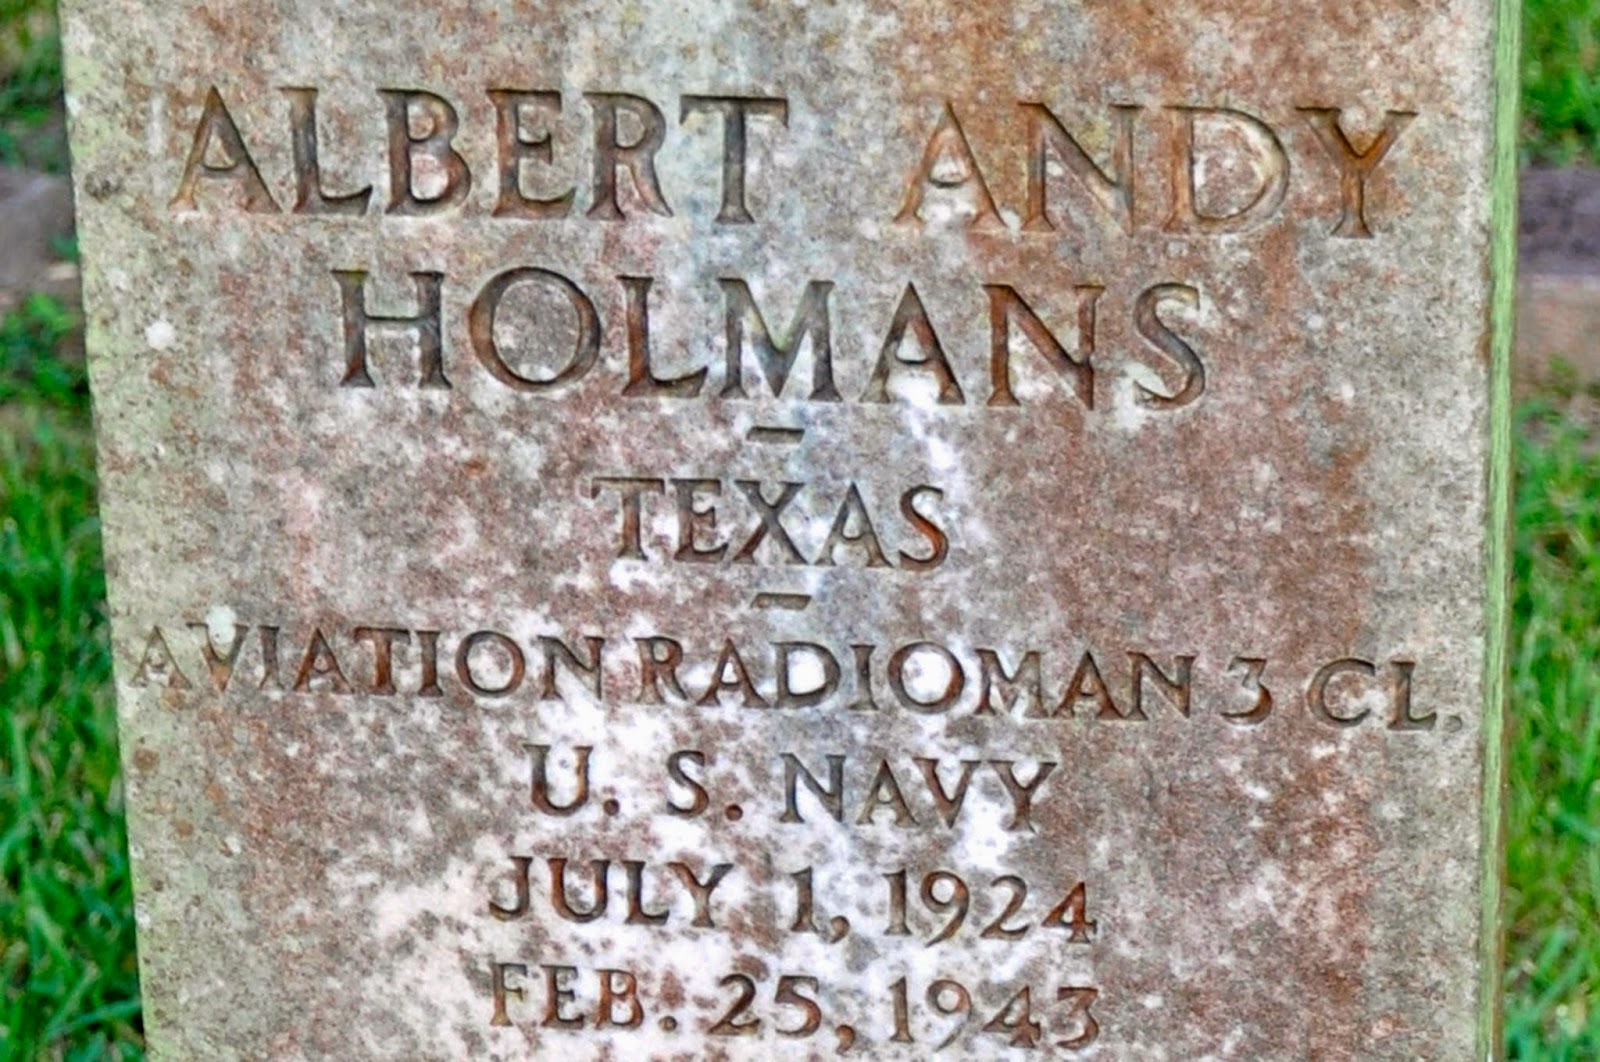 ALBERT ANDY
HOLMANS
–
TEXAS
–
AVIATION RADIOMAN 3 CL.
U. S. NAVY
JULY 1, 1924
FEB. 25, 1943